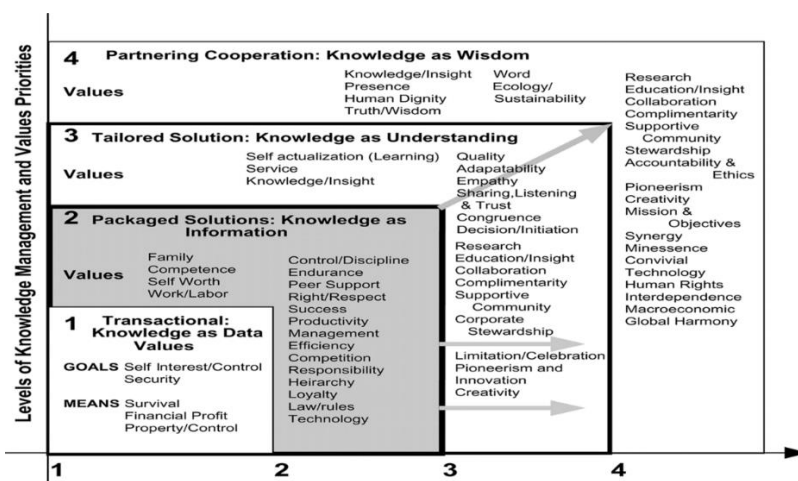 Levels of Knowledge Management and Values Priorities
4 Partnering Cooperation: Knowledge as Wisdom
Values
Knowledge/Insight
Presence
Human Dignity
Truth/Wisdom
Word
Ecology/
Sustainability
Research
Education/Insight
Collaboration
Complimentarity
Supportive
Community
Stewardship
Accountability &
Ethics
Pioneerism
Creativity
Mission &
Objectives
Synergy
Minessence
Convivial
Technology
Human Rights
Interdependence
Macroeconomic
Global Harmony
3 Tailored Solution: Knowledge as Understanding
Values
Self actualization (Learning)
Service
Knowledge/Insight
Quality
Adapatability
Empathy
Sharing,Listening
& Trust
Congruence
Decision/Initiation
Research
Education/Insight
Collaboration
Complimentarity
Supportive
Community
Corporate
Stewardship
Limitation/Celebration
Pioneerism and
Innovation
Creativity
2 Packaged Solutions: Knowledge as
Information
Values
Family
Competence
Self Worth
Work/Labor
Control/Discipline
Endurance
Peer Support
Right/Respect
Success
Productivity
Management
Efficiency
Competition
Responsibility
Heirarchy
Loyalty
Law/rules
Technology
1 Transactional:
Knowledge as Data
Values
GOALS Self Interest/Control
Security
MEANS Survival
Financial Profit
Property/Control
1 2 3 4